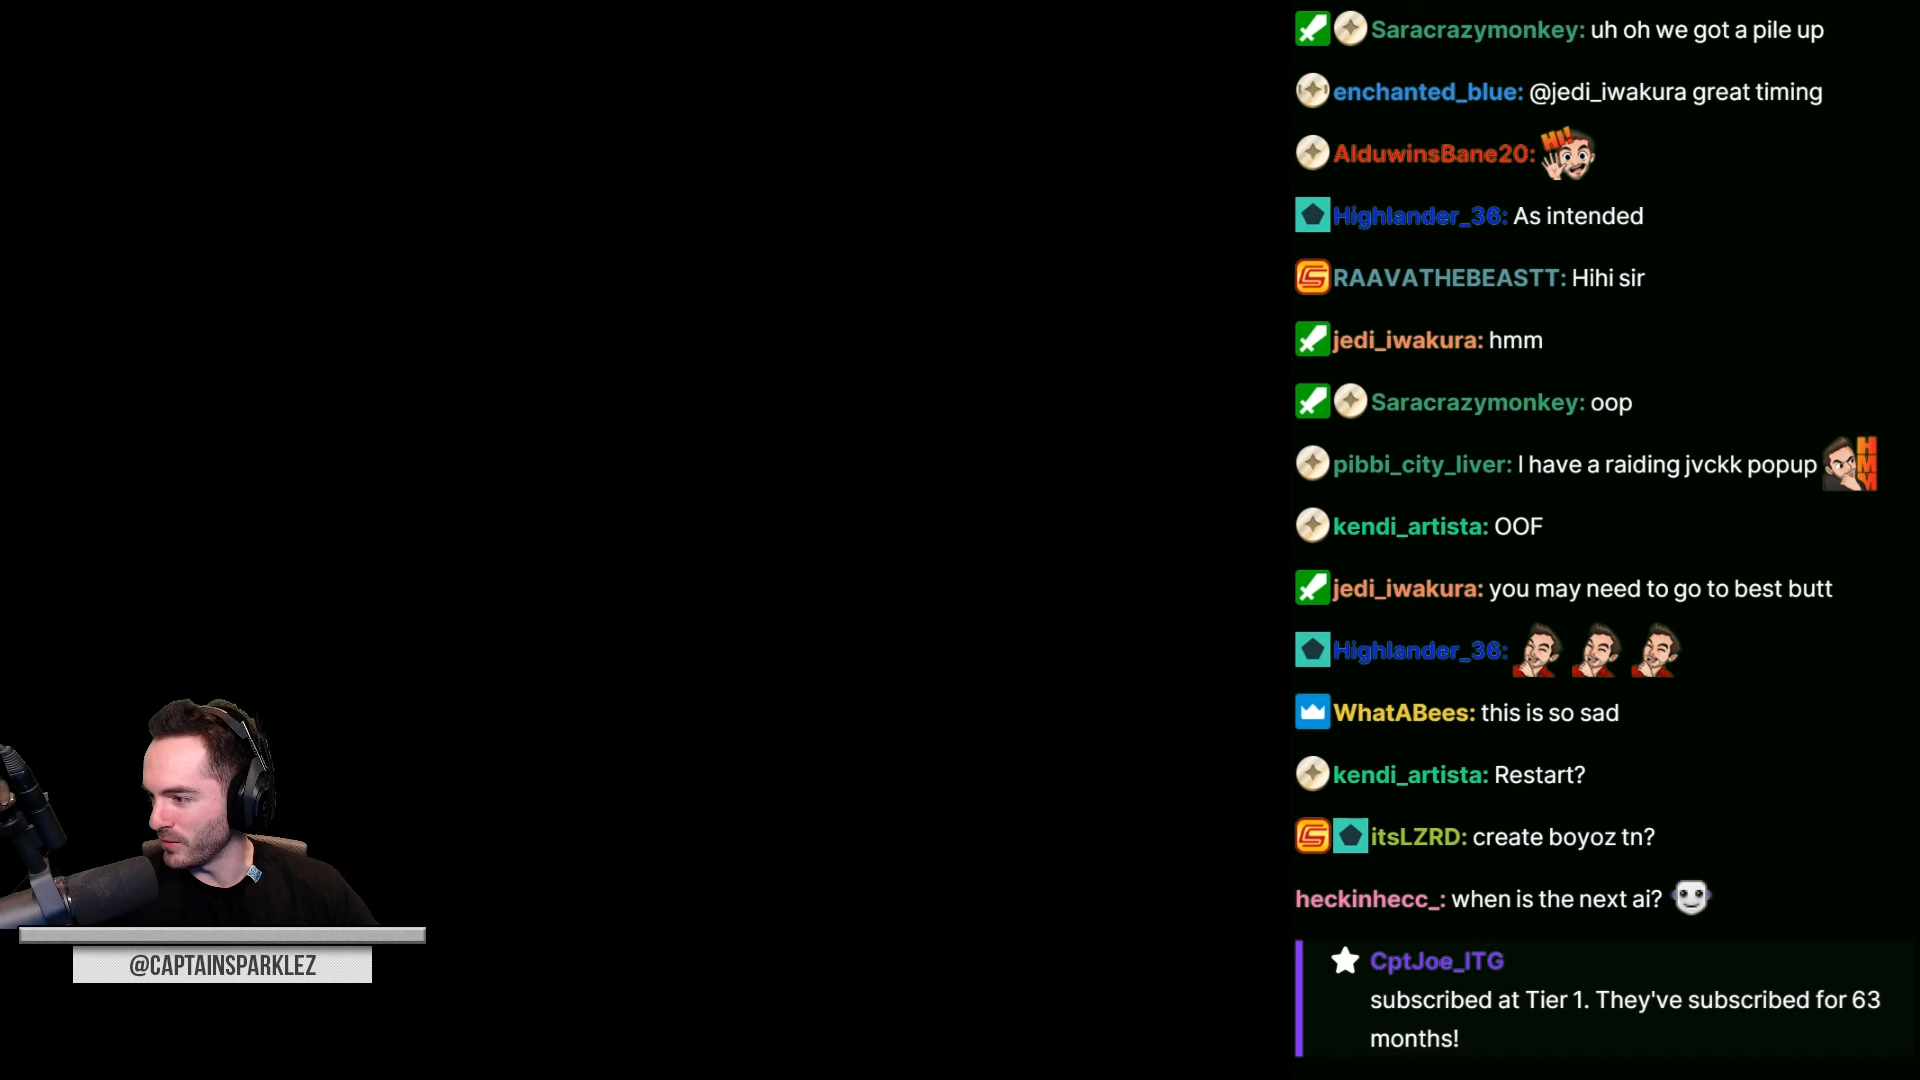 Saracrazymonkey: uh oh we got a pile up
enchanted_blue: @jedi_iwakura great timing
AlduwinsBane20: HI!
Highlander_36: As intended
RAAVATHEBEASTT: Hihi sir
jedi_iwakura: hmm
Saracrazymonkey: oop
pibbi_city_liver: I have a raiding jvckk popup HMM
kendi_artista: OOF
jedi_iwakura: you may need to go to best butt
Highlander_36:
WhatABees: this is so sad
kendi_artista: Restart?
itsLZRD: create boyoz tn?
heckinhecc_: when is the next ai?
CptJoe_ITG
subscribed at Tier 1. They've subscribed for 63
months!
@CAPTAINSPARKLEZ